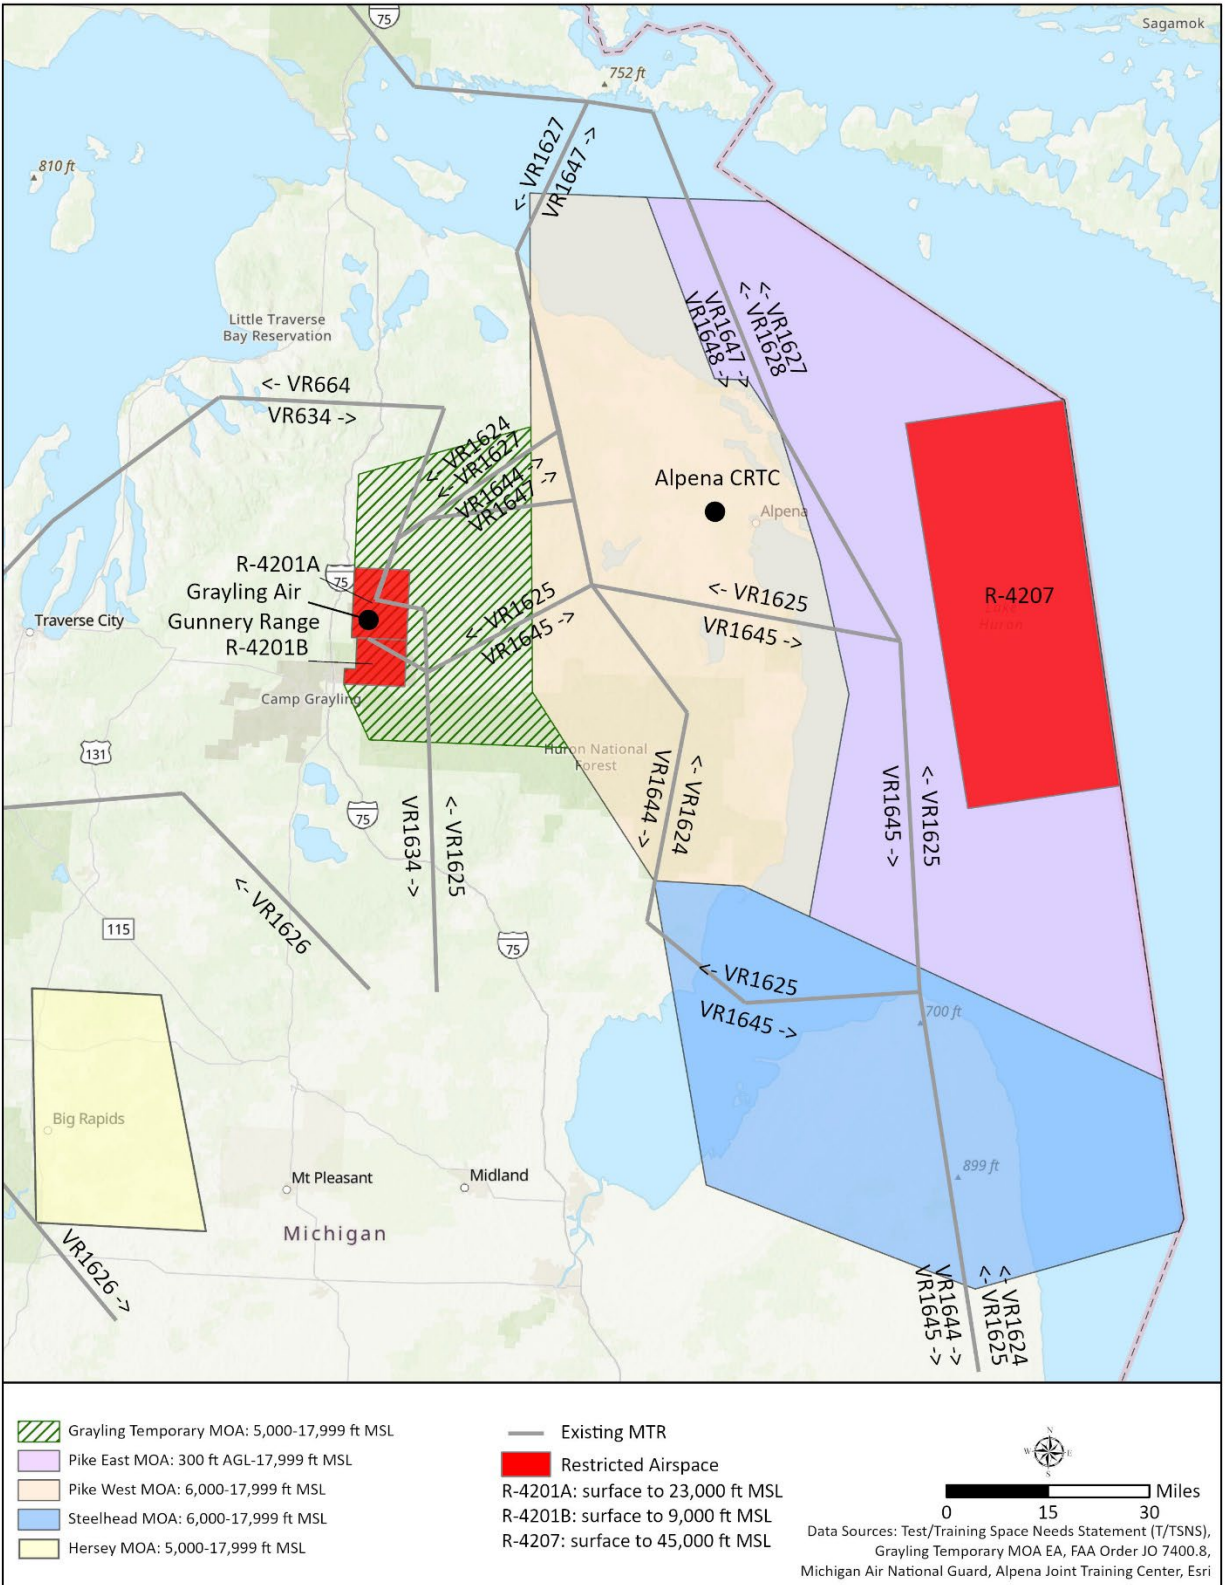 75
Sagamok
752 ft
810 ft
<- VR1627
VR1647 ->
Little Traverse
Bay Reservation
<- VR1627
<- VR1628
VR1647 ->
VR1648 ->
<- VR664
VR634 ->
<- VR1624
<- VR1627
VR1644 ->
VR1647 ->
Alpena CRTC
Alpena
R-4201A
75
Grayling Air
Gunnery Range
R-4201B
Traverse City
<- VR1625
VR1645 ->
<- VR1625
VR1645 ->
R-4207
Huron
Camp Grayling
Huron National
Forest
131
75
VR1644 ->
<- VR1624
VR1645 ->
<- VR1625
VR1634 ->
<- VR1625
<- VR1626
115
75
<- VR1625
VR1645 ->
700 ft
Big Rapids
899 ft
Mt Pleasant
Midland
Michigan
VR1626 ->
VR1645 ->
VR1644 ->
<- VR1625
<- VR1624
Grayling Temporary MOA: 5,000-17,999 ft MSL
Pike East MOA: 300 ft AGL-17,999 ft MSL
Pike West MOA: 6,000-17,999 ft MSL
Steelhead MOA: 6,000-17,999 ft MSL
Hersey MOA: 5,000-17,999 ft MSL
Existing MTR
Restricted Airspace
R-4201A: surface to 23,000 ft MSL
R-4201B: surface to 9,000 ft MSL
R-4207: surface to 45,000 ft MSL
N
W
E
S
Miles
0
15
30
Data Sources: Test/Training Space Needs Statement (T/TSNS),
Grayling Temporary MOA EA, FAA Order JO 7400.8,
Michigan Air National Guard, Alpena Joint Training Center, Esri